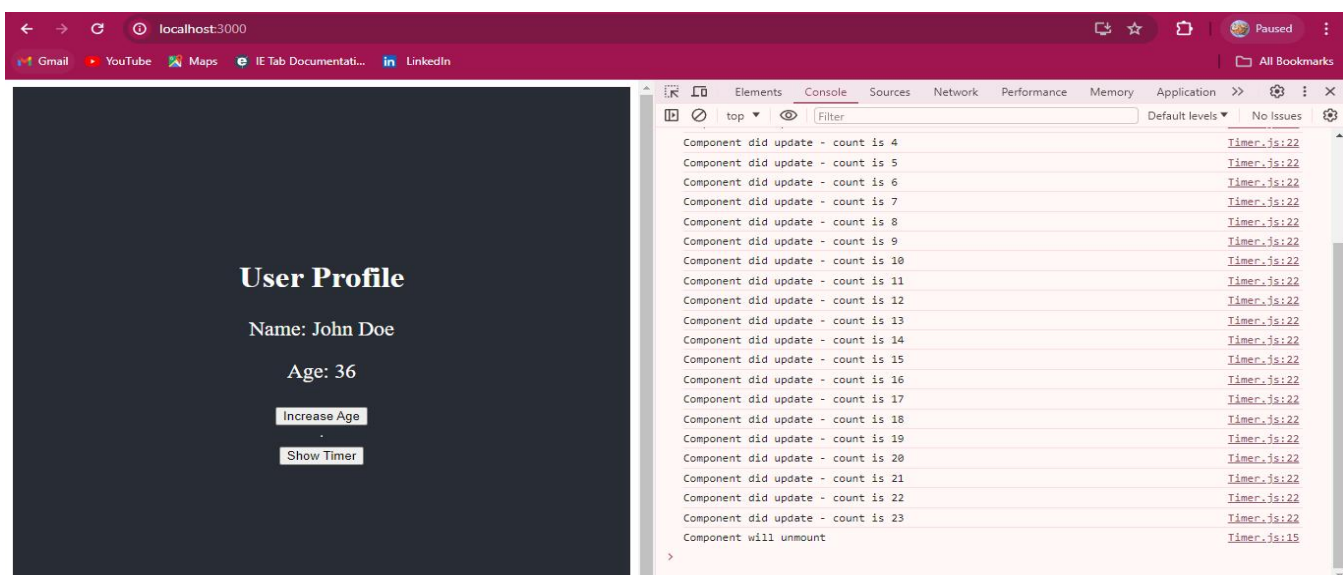 localhost:3000
Paused
Gmail YouTube Maps IE Tab Documentati... LinkedIn All Bookmarks
User Profile
Name: John Doe
Age: 36
Increase Age
.
Show Timer
Elements Console Sources Network Performance Memory Application >>
top Filter Default levels No Issues
Component did update - count is 4 Timer.js:22
Component did update - count is 5 Timer.js:22
Component did update - count is 6 Timer.js:22
Component did update - count is 7 Timer.js:22
Component did update - count is 8 Timer.js:22
Component did update - count is 9 Timer.js:22
Component did update - count is 10 Timer.js:22
Component did update - count is 11 Timer.js:22
Component did update - count is 12 Timer.js:22
Component did update - count is 13 Timer.js:22
Component did update - count is 14 Timer.js:22
Component did update - count is 15 Timer.js:22
Component did update - count is 16 Timer.js:22
Component did update - count is 17 Timer.js:22
Component did update - count is 18 Timer.js:22
Component did update - count is 19 Timer.js:22
Component did update - count is 20 Timer.js:22
Component did update - count is 21 Timer.js:22
Component did update - count is 22 Timer.js:22
Component did update - count is 23 Timer.js:22
Component will unmount Timer.js:15
>